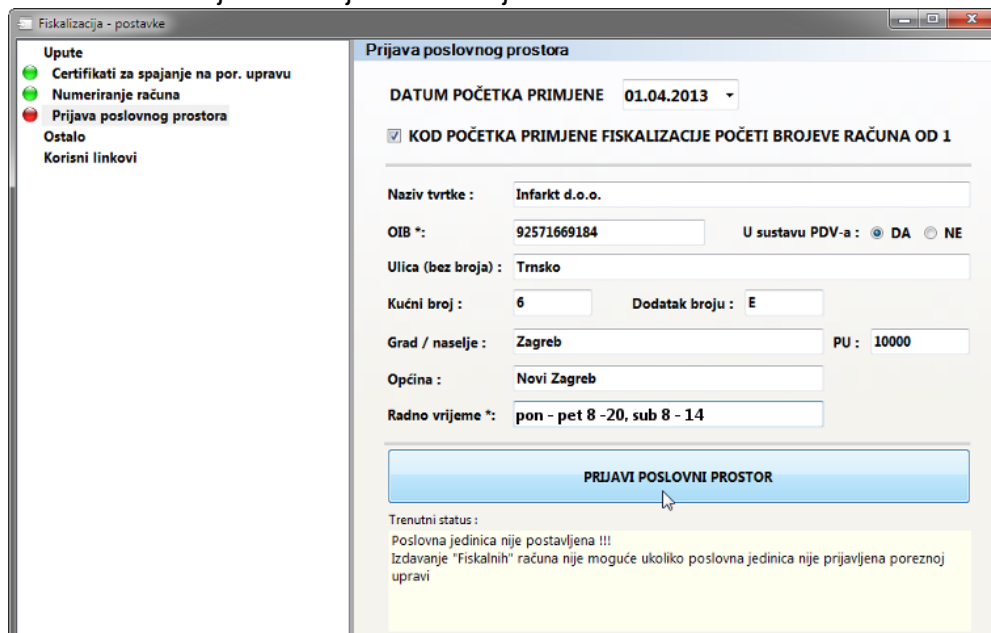 Fiskalizacija - postavke
Upute
Certifikati za spajanje na por. upravu
Numeriranje računa
Prijava poslovnog prostora
Ostalo
Korisni linkovi
Prijava poslovnog prostora
DATUM POČETKA PRIMJENE 01.04.2013
KOD POČETKA PRIMJENE FISKALIZACIJE POČETI BROJEVE RAČUNA OD 1
Naziv tvrtke : Infarkt d.o.o.
OIB *: 92571669184 U sustavu PDV-a : DA NE
Ulica (bez broja) : Trnsko
Kućni broj : 6 Dodatak broju : E
Grad / naselje : Zagreb PU : 10000
Općina : Novi Zagreb
Radno vrijeme *: pon - pet 8 -20, sub 8 - 14
PRIJAVI POSLOVNI PROSTOR
Trenutni status :
Poslovna jedinica nije postavljena !!!
Izdavanje "Fiskalnih" računa nije moguće ukoliko poslovna jedinica nije prijavljena poreznoj
upravi